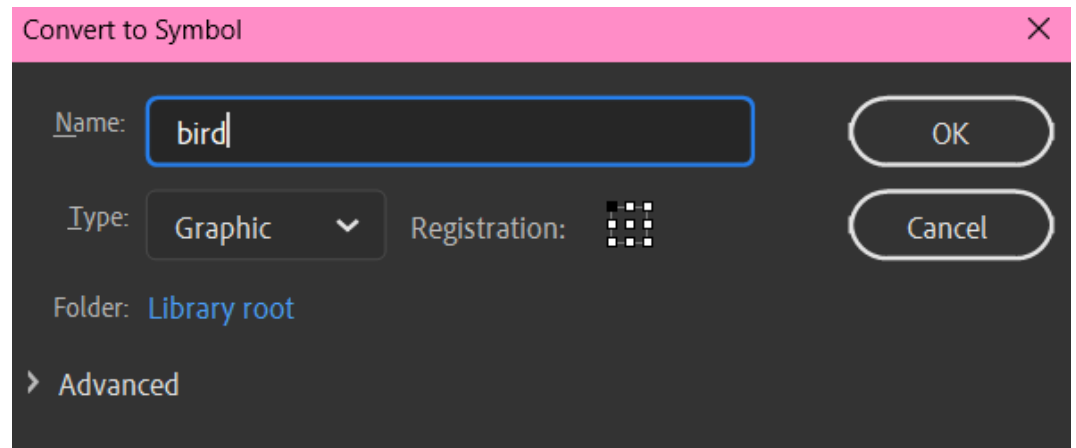 Convert to Symbol
Name: bird OK
Type: Graphic Registration: Cancel
Folder: Library root
Advanced